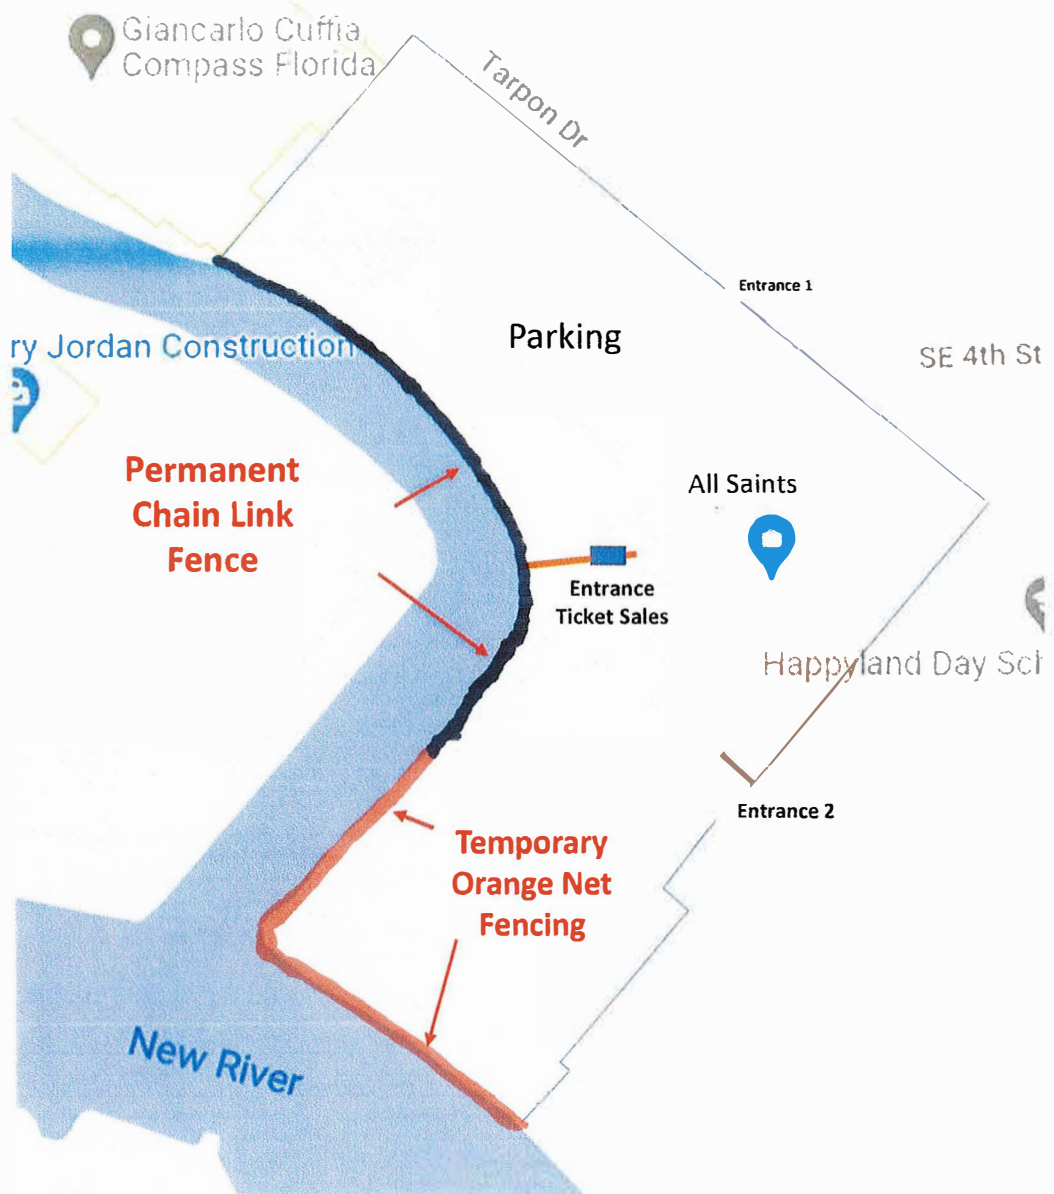 Giancarlo Cuffia
Compass Florida
Tarpon Dr
Entrance 1
Parking
ry Jordan Construction
SE 4th St
Permanent
Chain Link
Fence
All Saints
Entrance
Ticket Sales
Happyland Day Sch
Entrance 2
Temporary
Orange Net
Fencing
New River